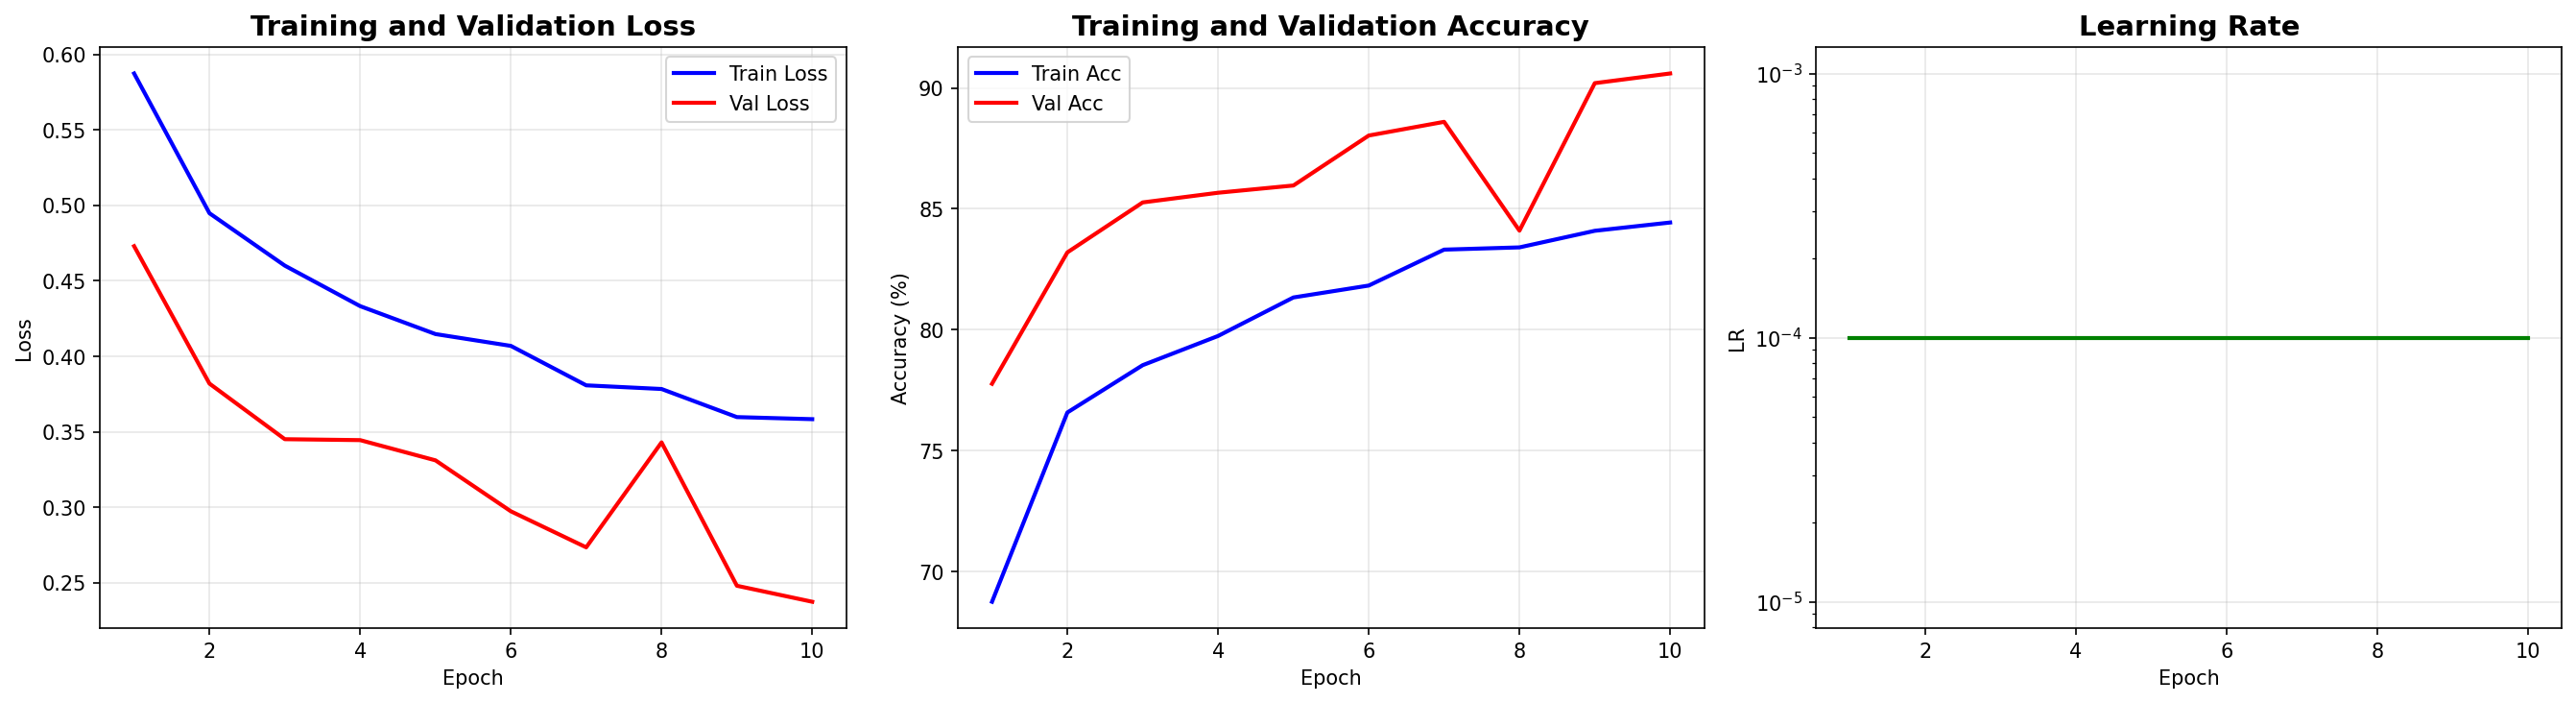 Training and Validation Loss
0.60
0.55
0.50
0.45
0.40
0.35
0.30
0.25
Loss
Train Loss
Val Loss
2 4 6 8 10
Epoch
Training and Validation Accuracy
90
85
80
75
70
Accuracy (%)
Train Acc
Val Acc
2 4 6 8 10
Epoch
Learning Rate
10⁻³
10⁻⁴
10⁻⁵
LR
2 4 6 8 10
Epoch